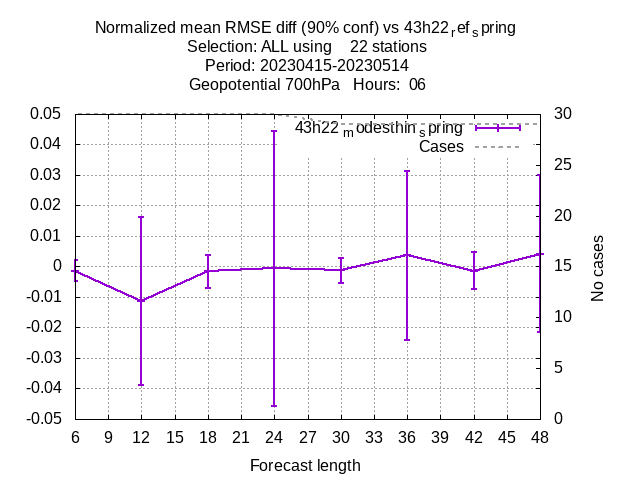 Normalized mean RMSE diff (90% conf) vs 43h22refspring
Selection: ALL using 22 stations
Period: 20230415-20230514
Geopotential 700hPa Hours: 06
43h22modesthinspring
Cases
0.05
0.04
0.03
0.02
0.01
0
-0.01
-0.02
-0.03
-0.04
-0.05
30
25
20
15
10
5
0
No cases
6 9 12 15 18 21 24 27 30 33 36 39 42 45 48
Forecast length